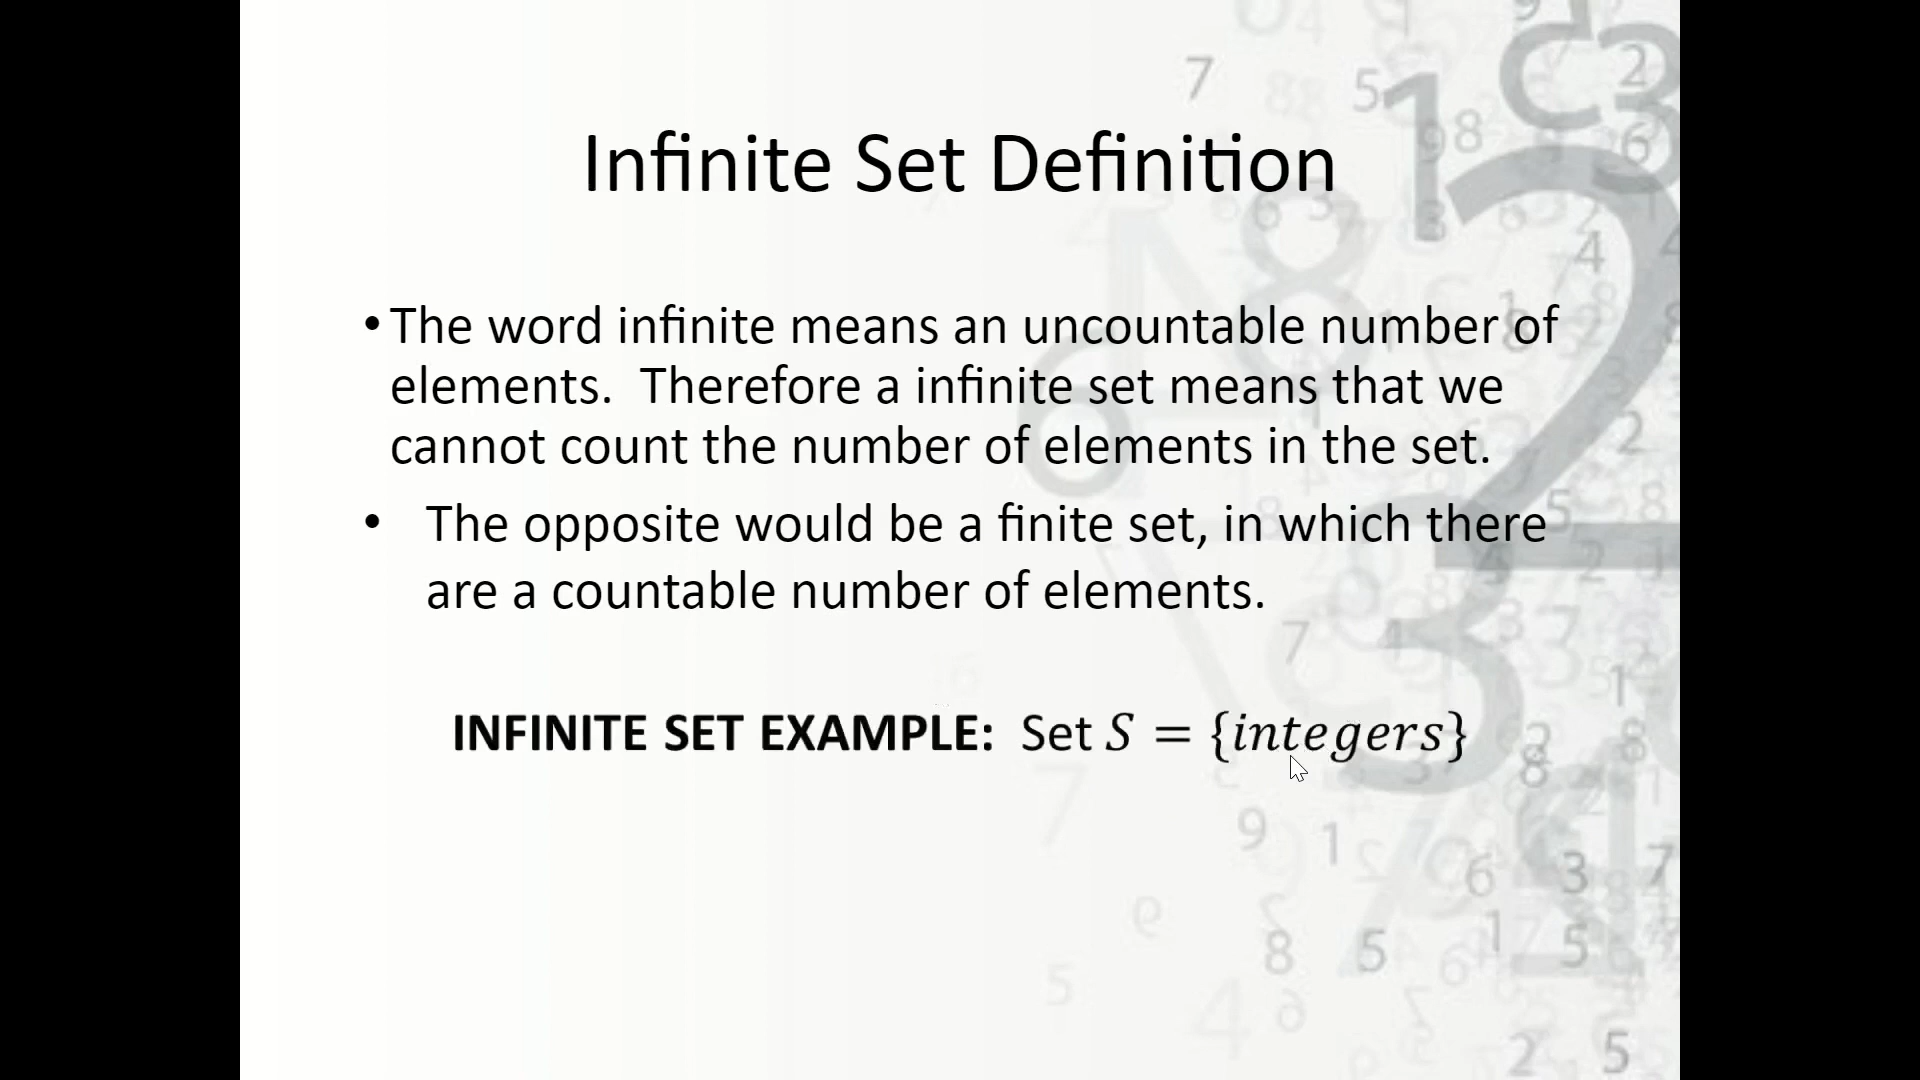 Infinite Set Definition
• The word infinite means an uncountable number of
elements.  Therefore a infinite set means that we
cannot count the number of elements in the set.
• The opposite would be a finite set, in which there
are a countable number of elements.
INFINITE SET EXAMPLE:  Set S = {integers}